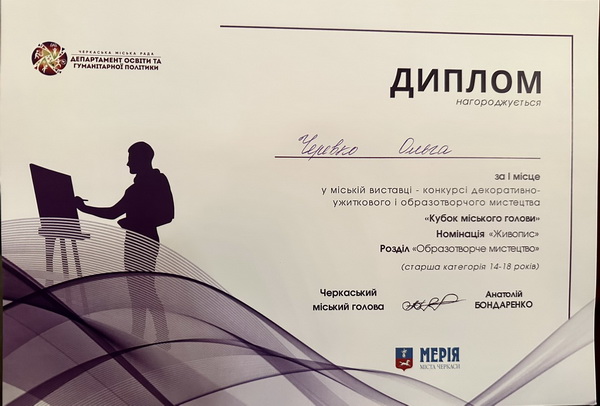 ЧЕРКАСЬКА МІСЬКА РАДА
ДЕПАРТАМЕНТ ОСВІТИ ТА
ГУМАНІТАРНОЇ ПОЛІТИКИ
ДИПЛОМ
нагороджується
Черевко Ольга
за І місце
у міській виставці - конкурсі декоративно-
ужиткового і образотворчого мистецтва
«Кубок міського голови»
Номінація «Живопис»
Розділ «Образотворче мистецтво»
(старша категорія 14-18 років)
Черкаський
міський голова
Анатолій
БОНДАРЕНКО
МЕРІЯ
МІСТА ЧЕРКАСИ